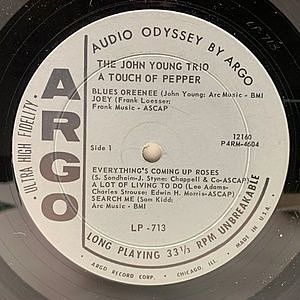 AUDIO ODYSSEY BY ARGO
THE JOHN YOUNG TRIO
A TOUCH OF PEPPER
BLUES OREENEE (John Young; Arc Music - BMI
JOEY (Frank Loesser;
Frank Music - ASCAP)
12160
P4RM-4604
Side 1
EVERYTHING'S COMING UP ROSES
(S. Sondheim-J. Styne; Chappell & Co-ASCAP)
A LOT OF LIVING TO DO (Lee Adams-
Charles Strouse; Edwin H. Morris-ASCAP)
SEARCH ME (Sam Kidd;
Arc Music - BMI
LP -713
ARGO
ULTRA HIGH FIDELITY
LONG PLAYING 33⅓ RPM UNBREAKABLE
ARGO RECORD CORP. CHICAGO, ILL. MADE IN U.S.A.